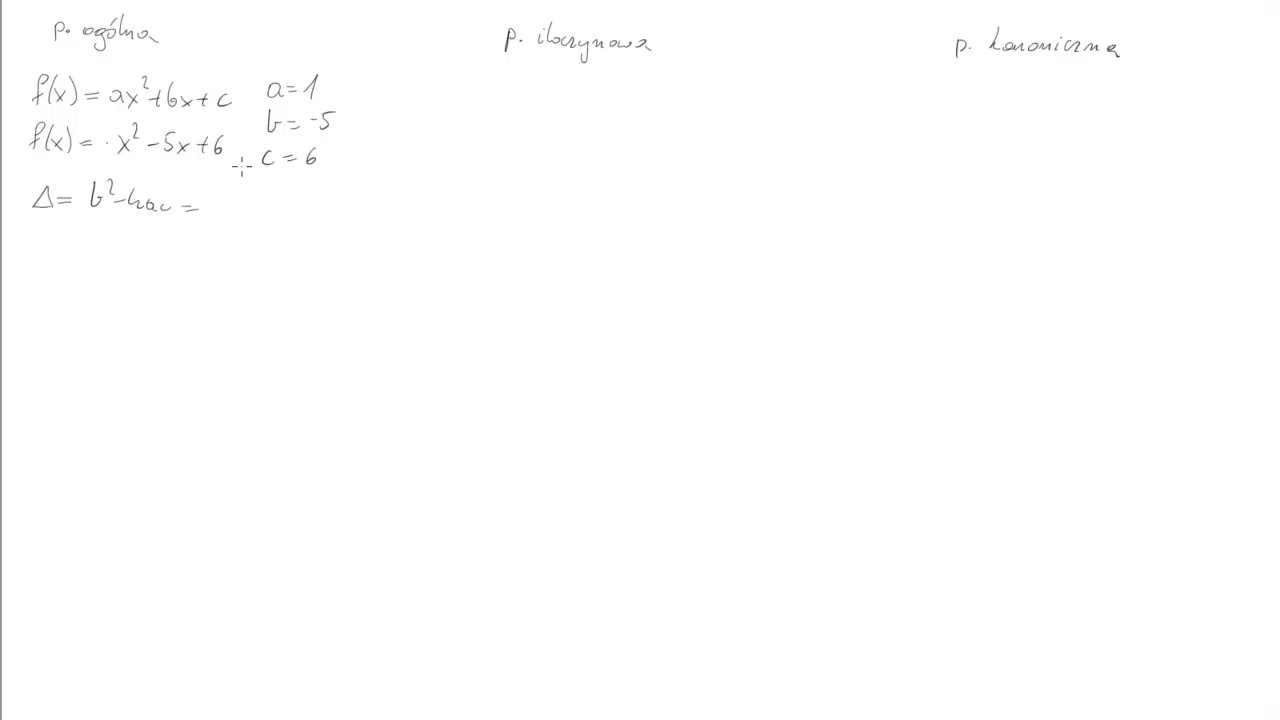 p. ogólna
p. iloczynowa
p. kanoniczna
f(x) = ax²+bx+c
a=1
f(x) = x²-5x+6
b=-5
c=6
Δ= b²-4ac =